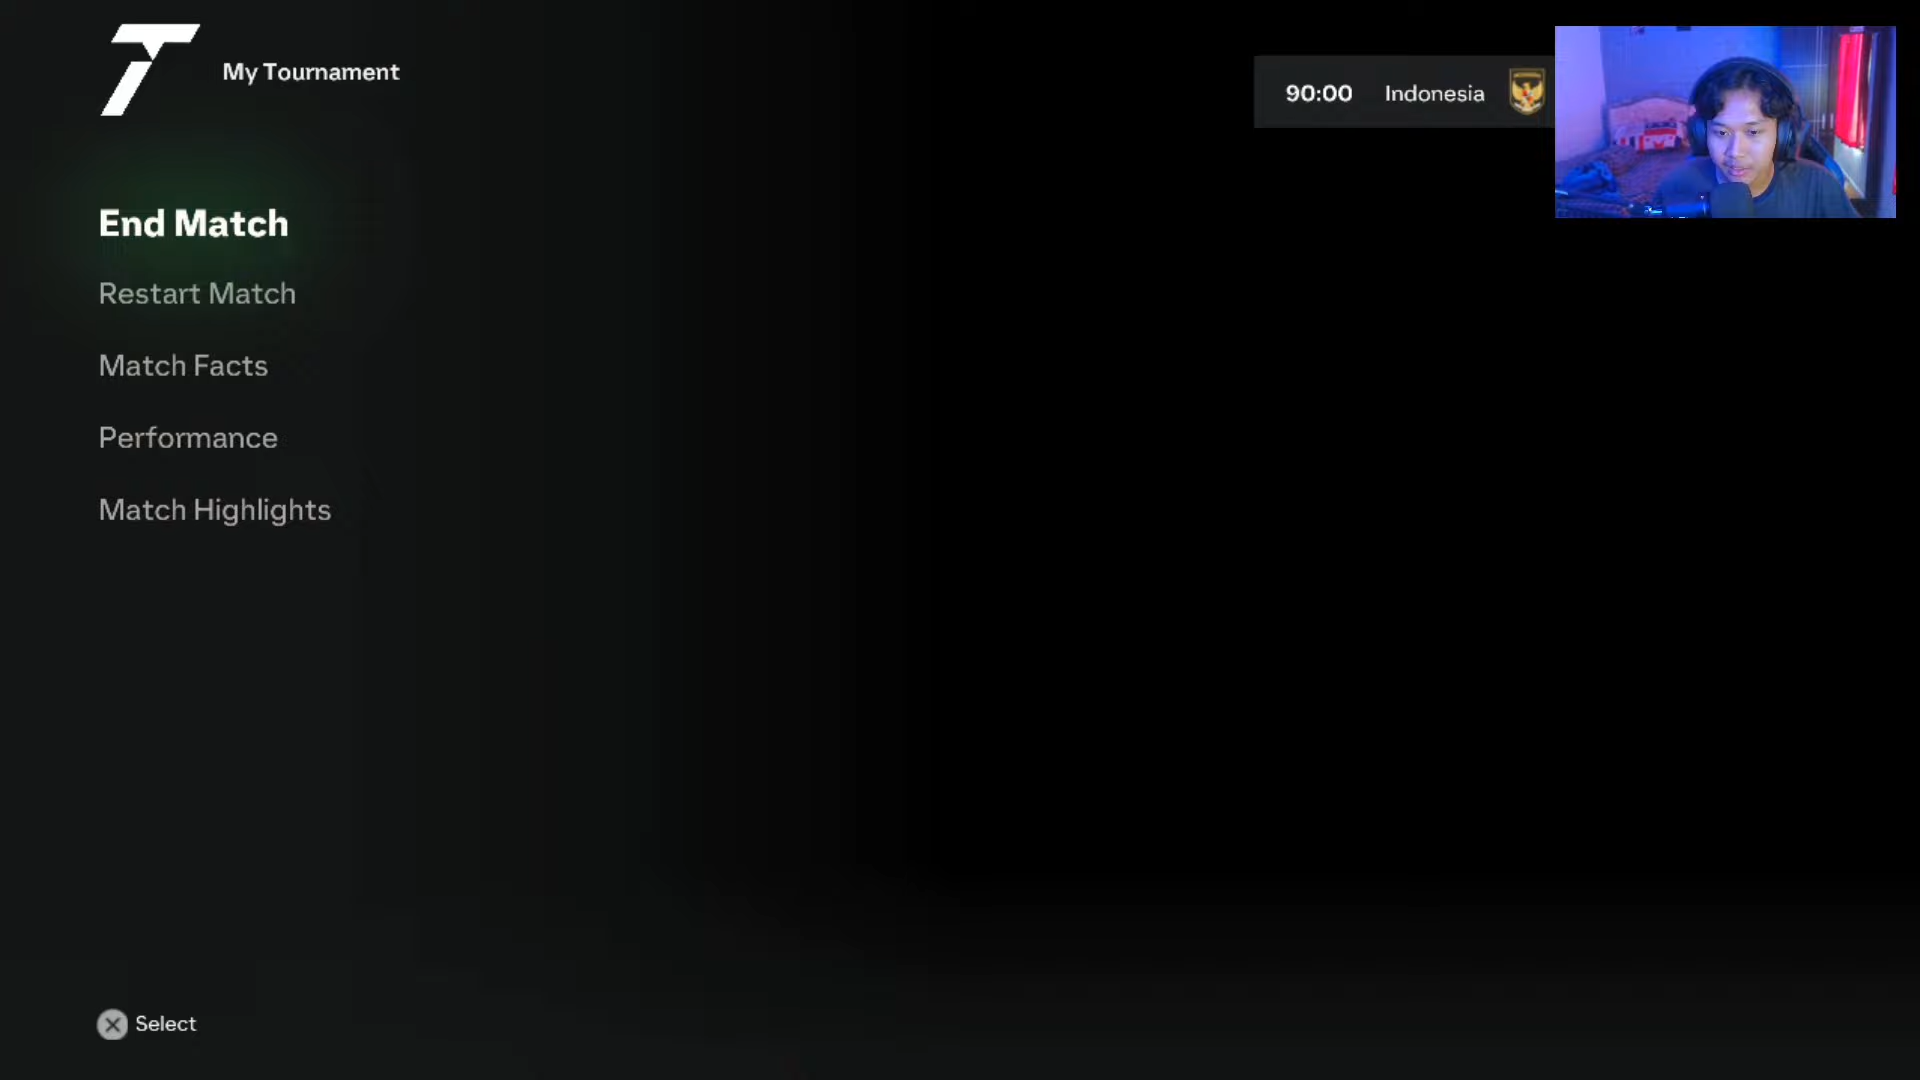 My Tournament
90:00 Indonesia
End Match
Restart Match
Match Facts
Performance
Match Highlights
Select